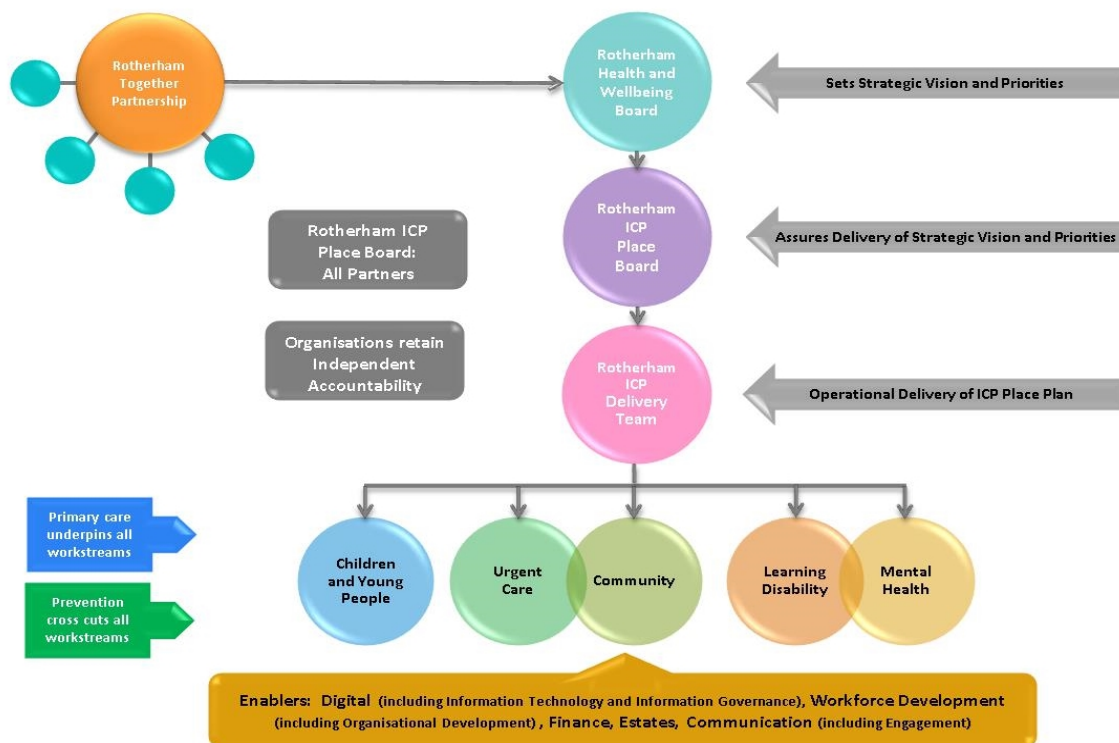 Rotherham
Together
Partnership
Rotherham
Health and
Wellbeing
Board
Sets Strategic Vision and Priorities
Rotherham ICP
Place Board:
All Partners
Rotherham
ICP
Place
Board
Assures Delivery of Strategic Vision and Priorities
Organisations retain
Independent
Accountability
Rotherham
ICP
Delivery
Team
Operational Delivery of ICP Place Plan
Primary care
underpins all
workstreams
Prevention
cross cuts all
workstreams
Children
and Young
People
Urgent
Care
Community
Learning
Disability
Mental
Health
Enablers: Digital (including Information Technology and Information Governance), Workforce Development
(including Organisational Development) , Finance, Estates, Communication (including Engagement)